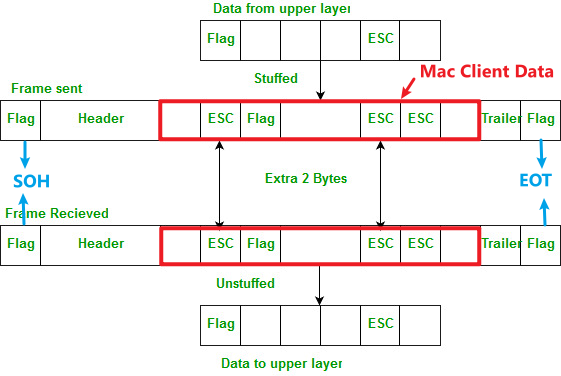 Data from upper layer
Flag ESC
Stuffed
Mac Client Data
Frame sent
Flag Header ESC Flag ESC ESC Trailer Flag
SOH Extra 2 Bytes EOT
Frame Recieved
Flag Header ESC Flag ESC ESC Trailer Flag
Unstuffed
Flag ESC
Data to upper layer